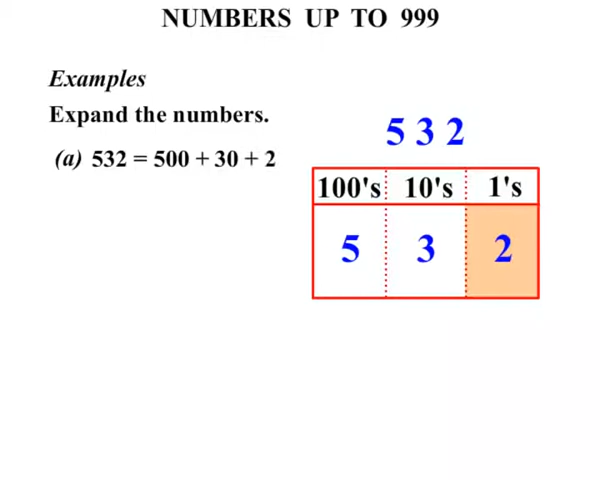 NUMBERS UP TO 999
Examples
Expand the numbers.
(a) 532 = 500 + 30 + 2
5 3 2
100's 10's 1's
5 3 2